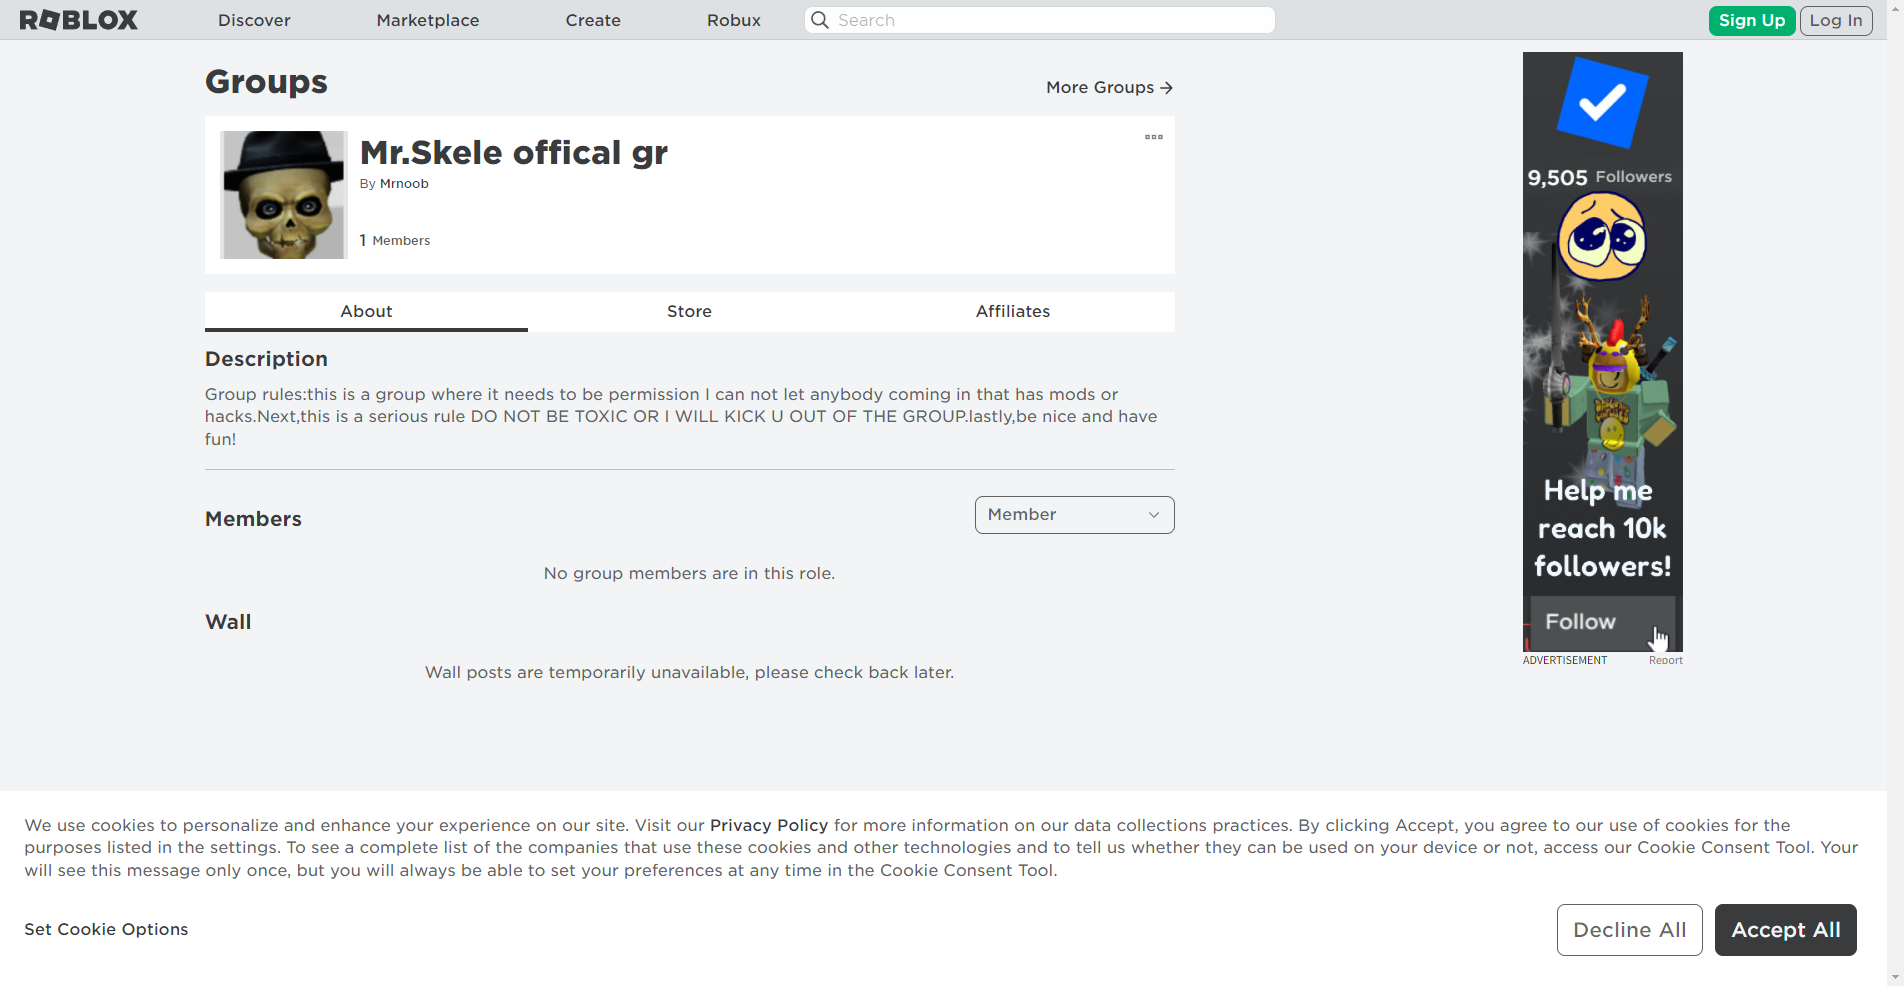 ROBLOX
Discover
Marketplace
Create
Robux
Search
Sign Up
Log In
Groups
More Groups
Mr.Skele offical gr
By Mrnoob
1 Members
About
Store
Affiliates
Description
Group rules:this is a group where it needs to be permission I can not let anybody coming in that has mods or
hacks.Next,this is a serious rule DO NOT BE TOXIC OR I WILL KICK U OUT OF THE GROUP.lastly,be nice and have
fun!
Members
Member
No group members are in this role.
Wall
Wall posts are temporarily unavailable, please check back later.
9,505 Followers
Help me
reach 10k
followers!
Follow
ADVERTISEMENT
Report
We use cookies to personalize and enhance your experience on our site. Visit our Privacy Policy for more information on our data collections practices. By clicking Accept, you agree to our use of cookies for the
purposes listed in the settings. To see a complete list of the companies that use these cookies and other technologies and to tell us whether they can be used on your device or not, access our Cookie Consent Tool. Your
will see this message only once, but you will always be able to set your preferences at any time in the Cookie Consent Tool.
Set Cookie Options
Decline All
Accept All